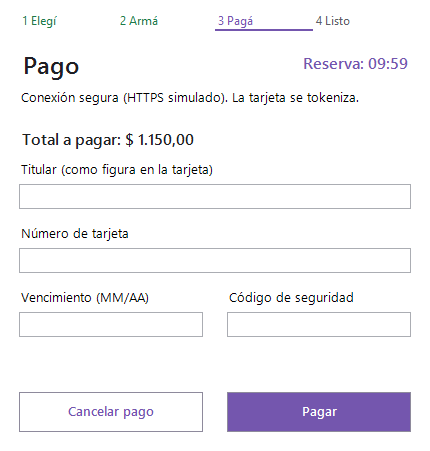 1 Elegí 2 Armá 3 Pagá 4 Listo
Pago Reserva: 09:59
Conexión segura (HTTPS simulado). La tarjeta se tokeniza.
Total a pagar: $ 1.150,00
Titular (como figura en la tarjeta)
Número de tarjeta
Vencimiento (MM/AA) Código de seguridad
Cancelar pago Pagar